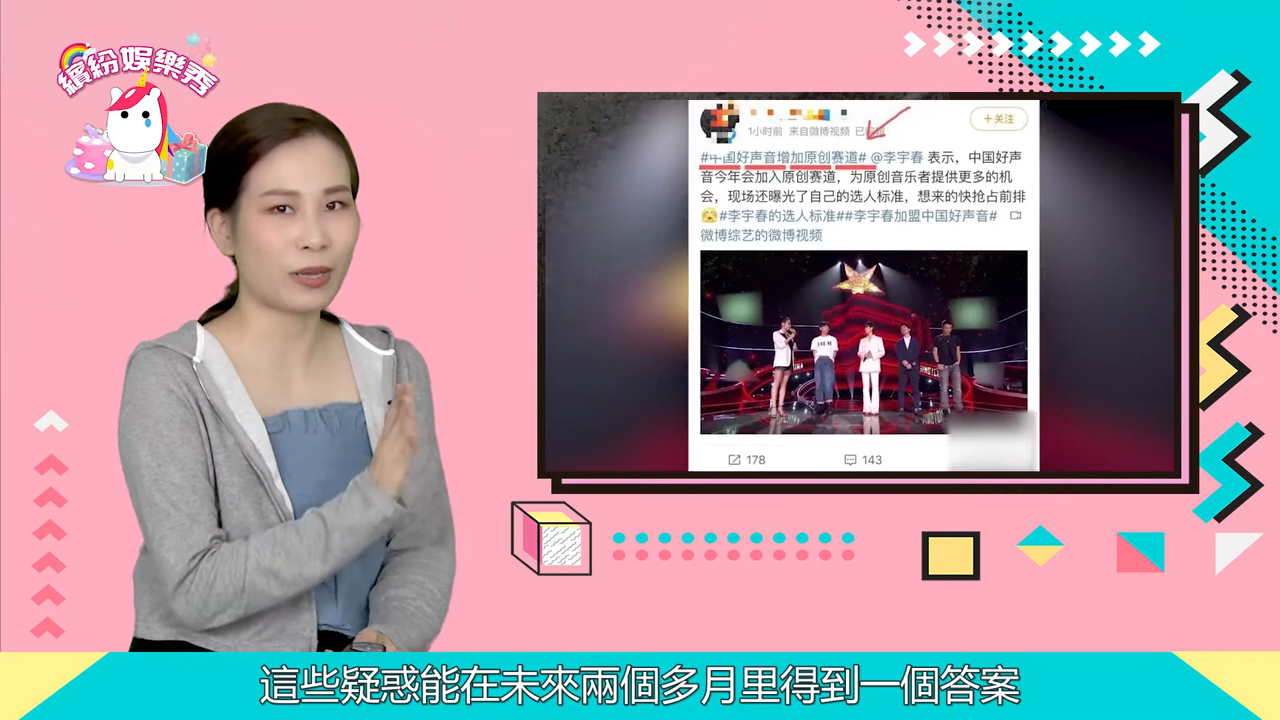 繽紛娛樂秀
+关注
1小时前 来自微博视频 已
#中国好声音增加原创赛道# @李宇春 表示，中国好声
音今年会加入原创赛道，为原创音乐者提供更多的机
会，现场还曝光了自己的选人标准，想来的快抢占前排
#李宇春的选人标准##李宇春加盟中国好声音#
微博综艺的微博视频
178
143
這些疑惑能在未來兩個多月里得到一個答案